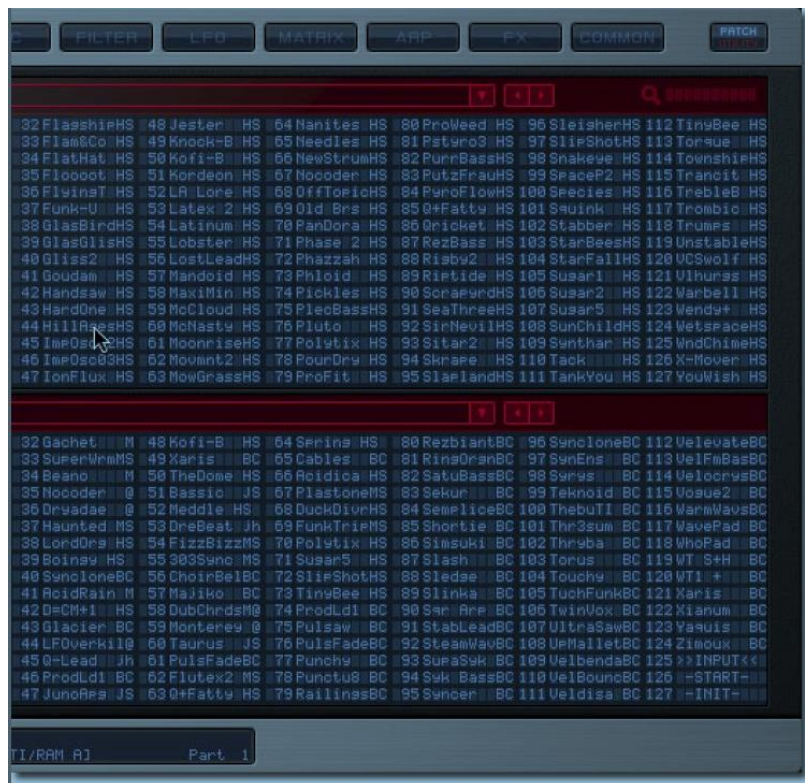 C FILTER LFO MATRIX ARP FX COMMON PATCH
32 FlagshipHS 48 Jester HS 64 Nanites HS 80 ProWeed HS 96 SleigherHS 112 TinyBee HS
33 Flam&Co HS 49 Knock-B HS 65 Needles HS 81 Pstyro3 HS 97 SlipShotHS 113 Torque HS
34 FlatHat HS 50 Kofi-B HS 66 NewStrumHS 82 PurrBassHS 98 Snakeye HS 114 TownshipHS
35 Floooot HS 51 Kordeon HS 67 Nocoder HS 83 PutzFrauHS 99 SpaceP2 HS 115 Trancit HS
36 FlyingT HS 52 LA Lore HS 68 OffTopicHS 84 PyroFlowHS 100 Species HS 116 TrebleB HS
37 Funk-U HS 53 Latex 2 HS 69 Old Brs HS 85 Q+Fatty HS 101 Squink HS 117 Trombic HS
38 GlasBirdHS 54 Latinum HS 70 PanDora HS 86 Qricket HS 102 Stabber HS 118 Trumps HS
39 GlasGlisHS 55 Lobster HS 71 Phase 2 HS 87 RezBass HS 103 StarBeesHS 119 UnstableHS
40 Gliss2 HS 56 LostLeadHS 72 Phazzah HS 88 Risby2 HS 104 StarFallHS 120 VCSwolf HS
41 Goudam HS 57 Mandoid HS 73 Phloid HS 89 Riptide HS 105 Sugar1 HS 121 Vlhurgs HS
42 Handsaw HS 58 MaxiMin HS 74 Pickles HS 90 ScrapyrdHS 106 Sugar2 HS 122 Warbell HS
43 HardOne HS 59 McCloud HS 75 PlecBassHS 91 SeaThreeHS 107 Sugar5 HS 123 Wendy+ HS
44 HS 60 McNasty HS 76 Pluto HS 92 SirNevilHS 108 SunChildHS 124 WetspaceHS
45 HS 61 MoonriseHS 77 Polytix HS 93 Sitar2 HS 109 Synthar HS 125 WndChimeHS
46 ImpOsc03HS 62 Movmnt2 HS 78 PourDry HS 94 Skrape HS 110 Tack HS 126 X-Mover HS
47 IonFlux HS 63 MowGrassHS 79 ProFit HS 95 SlaplandHS 111 TankYou HS 127 YouWish HS
32 Gachet M 48 Kofi-B HS 64 Spring HS 80 RezbiantBC 96 SyncloneBC 112 VelevateBC
33 SuperWrmMS 49 Xaris BC 65 Cables BC 81 RingOrgnBC 97 SynEns BC 113 VelFmBasBC
34 Beano M 50 TheDome HS 66 Acidica HS 82 SatuBassBC 98 Syrys BC 114 VelocrysBC
35 Nocoder @ 51 Bassic JS 67 PlastoneMS 83 Sekur BC 99 Teknoid BC 115 Vogue2 BC
36 Dryadae @ 52 Meddle HS 68 DuckDivrHS 84 SempliceBC 100 ThebuTI BC 116 WarmWavsBC
37 Haunted MS 53 DreBeat Jh 69 FunkTripMS 85 Shortie BC 101 Thr3sum BC 117 WavePad BC
38 LordOrg HS 54 FizzBizzMS 70 Polytix HS 86 Simsuki BC 102 Thryba BC 118 WhoPad BC
39 Boingy HS 55 303Sync MS 71 Sugar5 HS 87 Slash BC 103 Torus BC 119 WT S+H BC
40 SyncloneBC 56 ChoirBelBC 72 SlipShotHS 88 Sledge BC 104 Touchy BC 120 WT1 + BC
41 AcidRain M 57 Majiko BC 73 TinyBee HS 89 Slinka BC 105 TuchFunkBC 121 Xaris BC
42 D=CM+1 HS 58 DubChrdsM@ 74 ProdLd1 BC 90 Sqr Arp BC 106 TwinVox BC 122 Xianum BC
43 Glacier BC 59 Monterey @ 75 Pulsaw BC 91 StabLeadBC 107 UltraSawBC 123 Yaquis BC
44 LFOverkil@ 60 Taurus JS 76 PulsFadeBC 92 SteamWavBC 108 UpMalletBC 124 Zimoux BC
45 Q-Lead Jh 61 PulsFadeBC 77 Punchy BC 93 SupaSyk BC 109 VelbendaBC 125 >>INPUT<<
46 ProdLd1 BC 62 Flutex2 MS 78 Punctu8 BC 94 Syk BassBC 110 VelBouncBC 126 -START-
47 JunoAps JS 63 Q+Fatty HS 79 RailingsBC 95 Syncer BC 111 Veldisa BC 127 -INIT-
TI/RAM A] Part 1